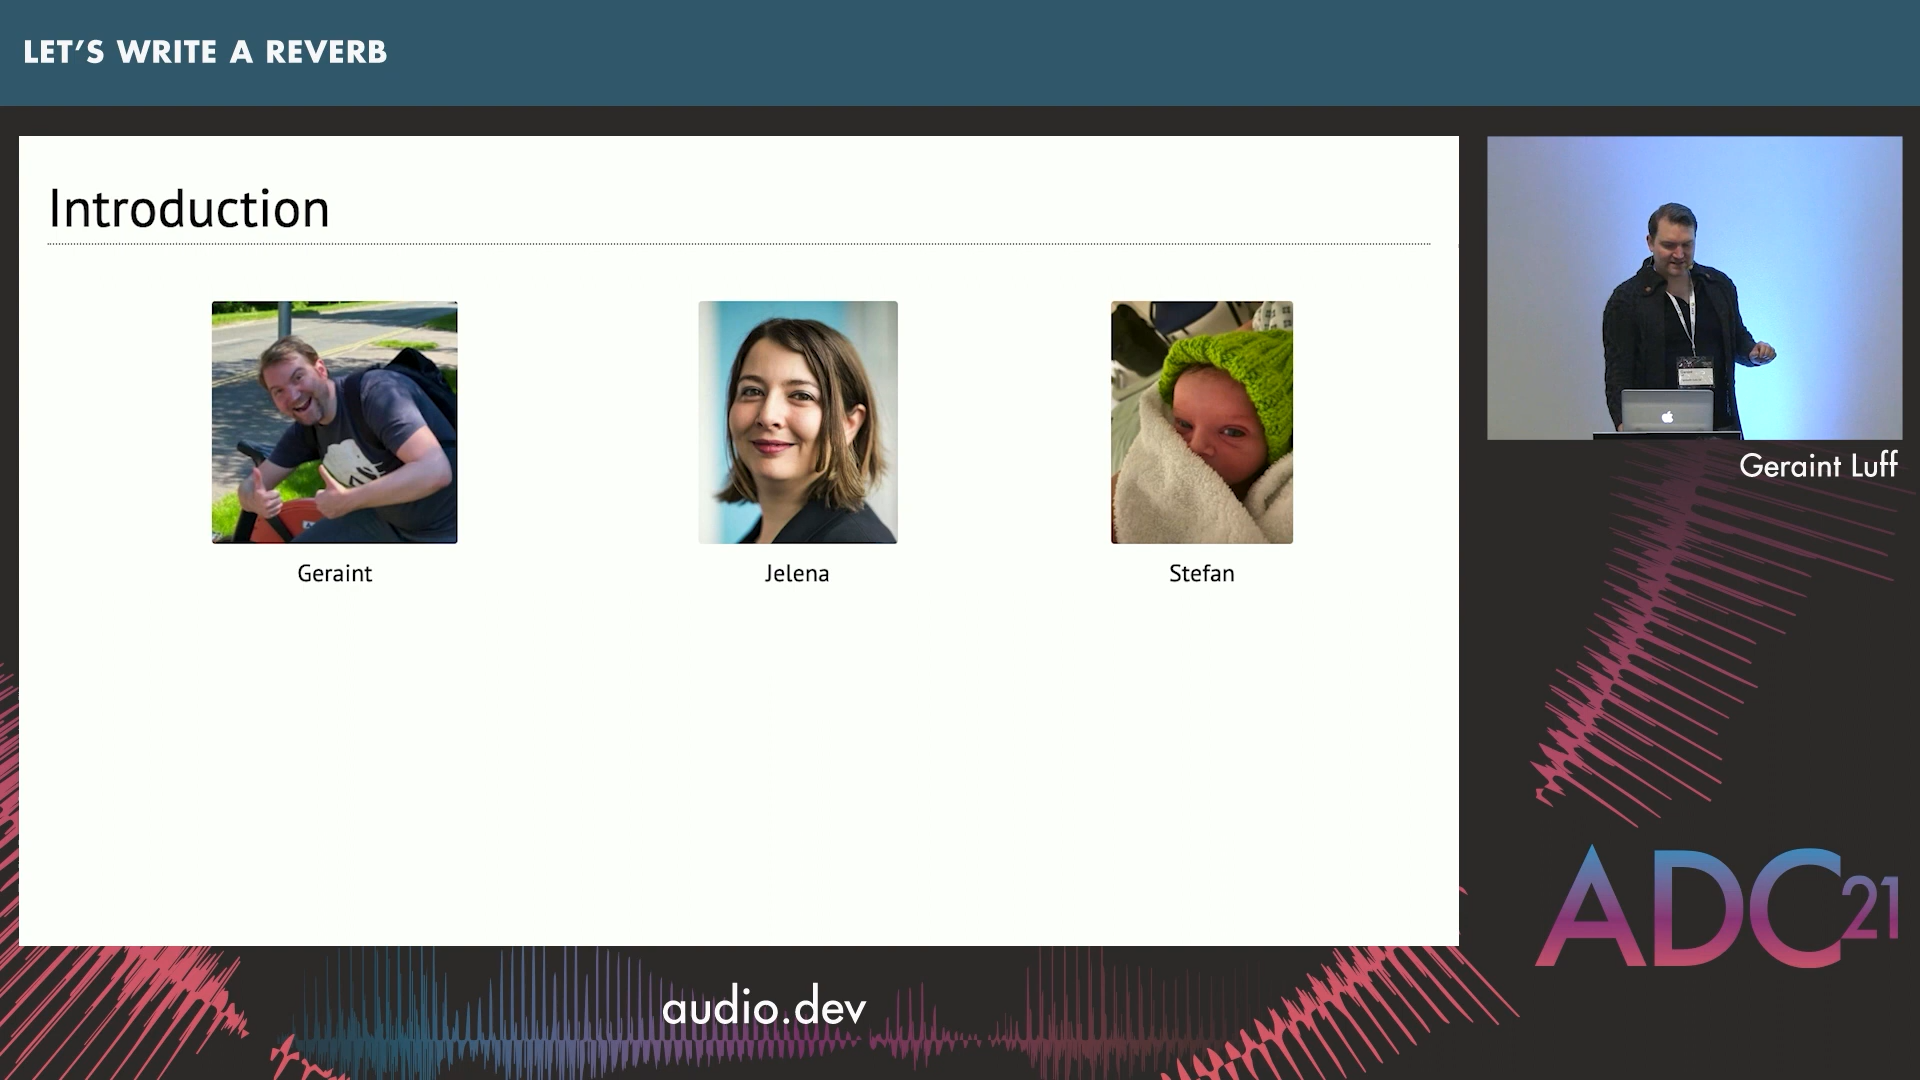 LET'S WRITE A REVERB
Introduction
Geraint
Jelena
Stefan
Geraint Luff
ADC21
audio.dev